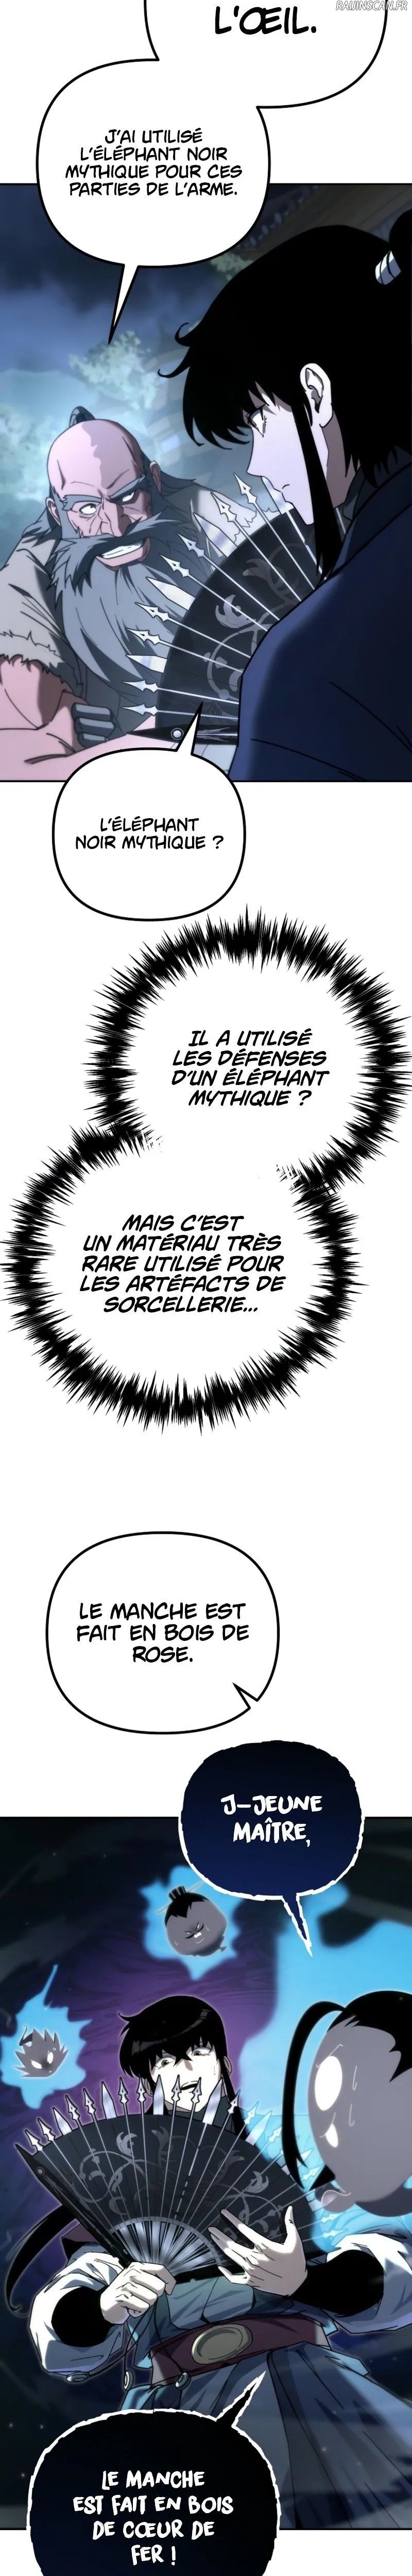 RAIJINSCAN.FR
L'ŒIL.
J'AI UTILISÉ
L'ÉLÉPHANT NOIR
MYTHIQUE POUR CES
PARTIES DE L'ARME.
L'ÉLÉPHANT
NOIR MYTHIQUE ?
IL A UTILISÉ
LES DÉFENSES
D'UN ÉLÉPHANT
MYTHIQUE ?
MAIS C'EST
UN MATÉRIAU TRÈS
RARE UTILISÉ POUR
LES ARTÉFACTS DE
SORCELLERIE...
LE MANCHE EST
FAIT EN BOIS DE
ROSE.
J-JEUNE
MAÎTRE,
LE MANCHE
EST FAIT EN BOIS
DE CŒUR DE
FER !